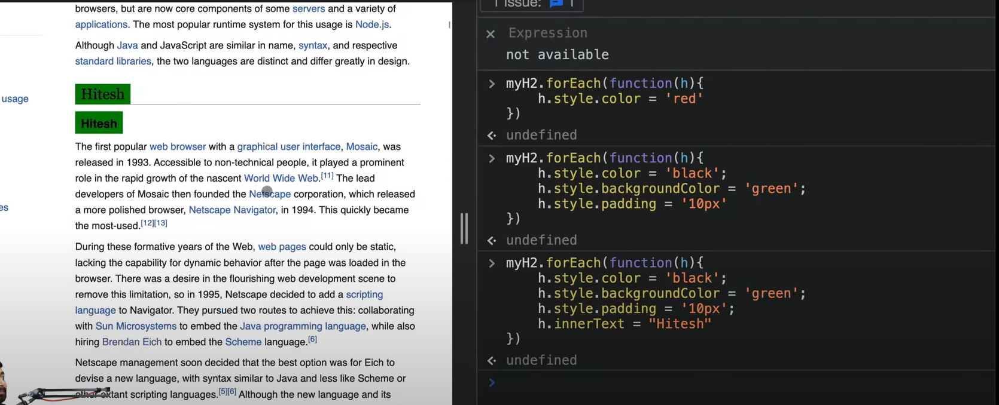 browsers, but are now core components of some servers and a variety of
applications. The most popular runtime system for this usage is Node.js.
Although Java and JavaScript are similar in name, syntax, and respective
standard libraries, the two languages are distinct and differ greatly in design.
usage
Hitesh
Hitesh
The first popular web browser with a graphical user interface, Mosaic, was
released in 1993. Accessible to non-technical people, it played a prominent
role in the rapid growth of the nascent World Wide Web.[11] The lead
developers of Mosaic then founded the Netscape corporation, which released
es
a more polished browser, Netscape Navigator, in 1994. This quickly became
the most-used.[12][13]
During these formative years of the Web, web pages could only be static,
lacking the capability for dynamic behavior after the page was loaded in the
browser. There was a desire in the flourishing web development scene to
remove this limitation, so in 1995, Netscape decided to add a scripting
language to Navigator. They pursued two routes to achieve this: collaborating
with Sun Microsystems to embed the Java programming language, while also
hiring Brendan Eich to embed the Scheme language.[6]
Netscape management soon decided that the best option was for Eich to
devise a new language, with syntax similar to Java and less like Scheme or
other extant scripting languages.[5][6] Although the new language and its
1 Issue: 1
Expression
not available
myH2.forEach(function(h){
    h.style.color = 'red'
})
undefined
myH2.forEach(function(h){
    h.style.color = 'black';
    h.style.backgroundColor = 'green';
    h.style.padding = '10px'
})
undefined
myH2.forEach(function(h){
    h.style.color = 'black';
    h.style.backgroundColor = 'green';
    h.style.padding = '10px';
    h.innerText = "Hitesh"
})
undefined